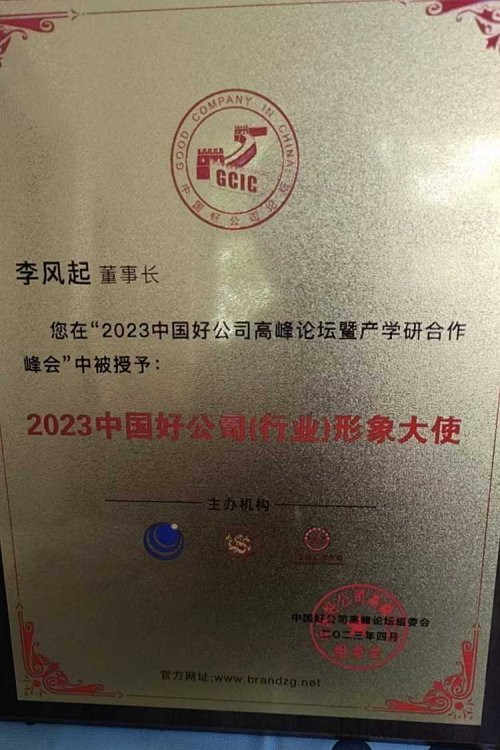 GOOD COMPANY IN CHINA
GCIC
中国好公司论坛
李风起 董事长
您在“2023中国好公司高峰论坛暨产学研合作
峰会”中被授予：
2023中国好公司(行业)形象大使
主办机构
中国好公司高峰论坛组委会
二〇二三年四月
组委会
官方网址:www.brandzg.net